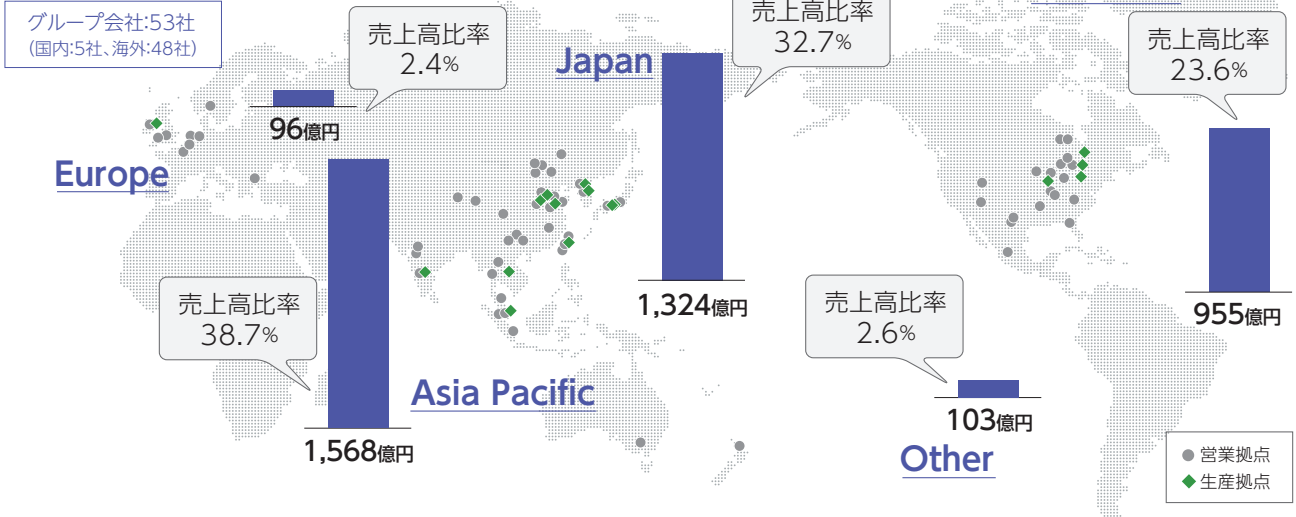 グループ会社:53社
(国内:5社、海外:48社)
売上高比率
2.4%
96億円
Europe
Japan
売上高比率
32.7%
1,324億円
売上高比率
23.6%
955億円
売上高比率
38.7%
1,568億円
Asia Pacific
売上高比率
2.6%
103億円
Other
営業拠点
生産拠点